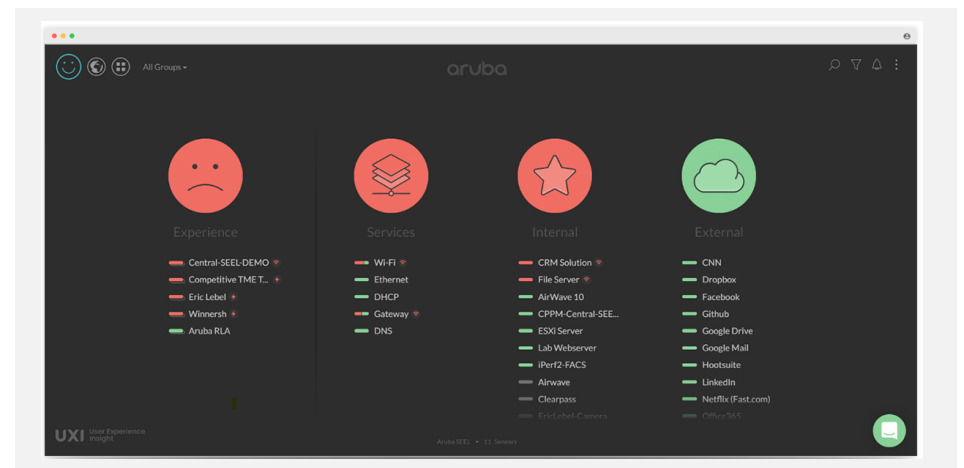 All Groups
aruba
Experience
Central-SEEL-DEMO
Competitive TME T...
Eric Lebel
Winnersh
Aruba RLA
Services
Wi-Fi
Ethernet
DHCP
Gateway
DNS
Internal
CRM Solution
File Server
AirWave 10
CPPM-Central-SEE...
ESXi Server
Lab Webserver
iPerf2-FACS
Airwave
Clearpass
EricLebel-Camera
External
CNN
Dropbox
Facebook
Github
Google Drive
Google Mail
Hootsuite
LinkedIn
Netflix (Fast.com)
Office365
UXI User Experience
Insight
Aruba SEEL • 11 Sensors